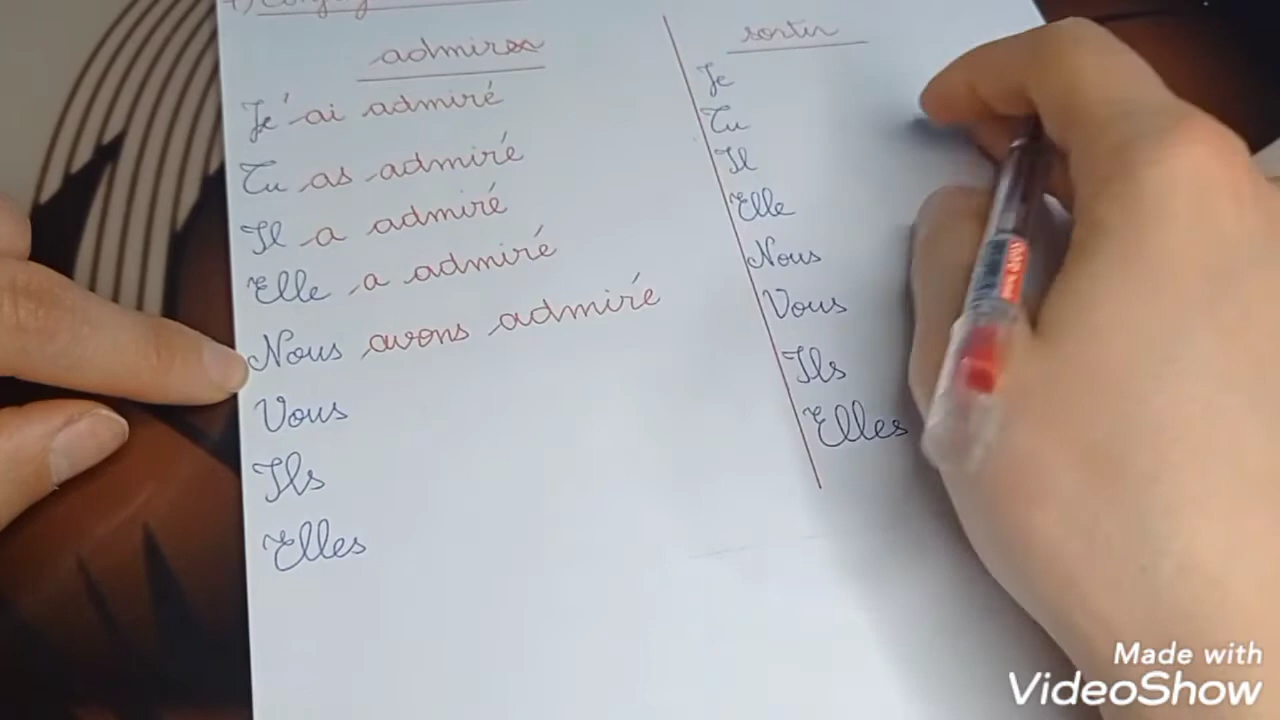 admirer
Je' ai admiré
Tu as admiré
Il a admiré
Elle a admiré
Nous avons admiré
Vous
Ils
Elles
sortir
Je
Tu
Il
Elle
Nous
Vous
Ils
Elles
Made with
VideoShow